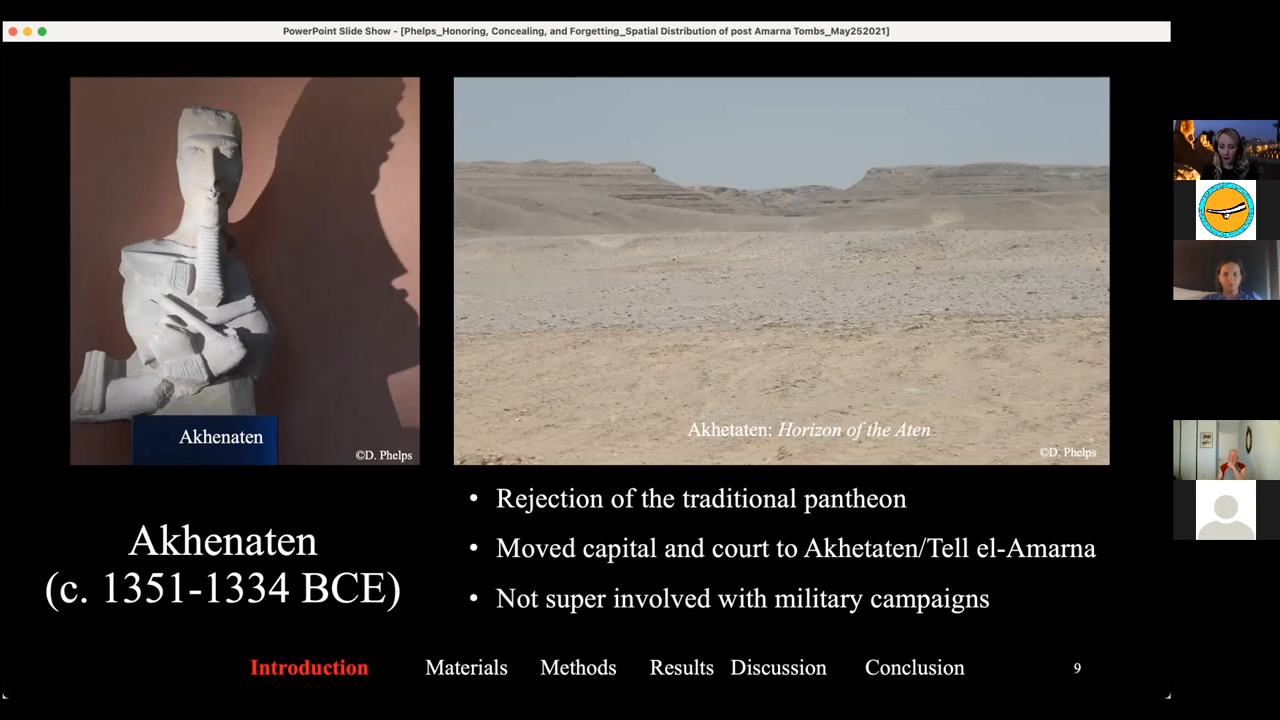 PowerPoint Slide Show - [Phelps_Honoring, Concealing, and Forgetting_Spatial Distribution of post Amarna Tombs_May252021]
Akhenaten
©D. Phelps
Akhetaten: Horizon of the Aten
©D. Phelps
Akhenaten
(c. 1351-1334 BCE)
• Rejection of the traditional pantheon
• Moved capital and court to Akhetaten/Tell el-Amarna
• Not super involved with military campaigns
Introduction Materials Methods Results Discussion Conclusion 9